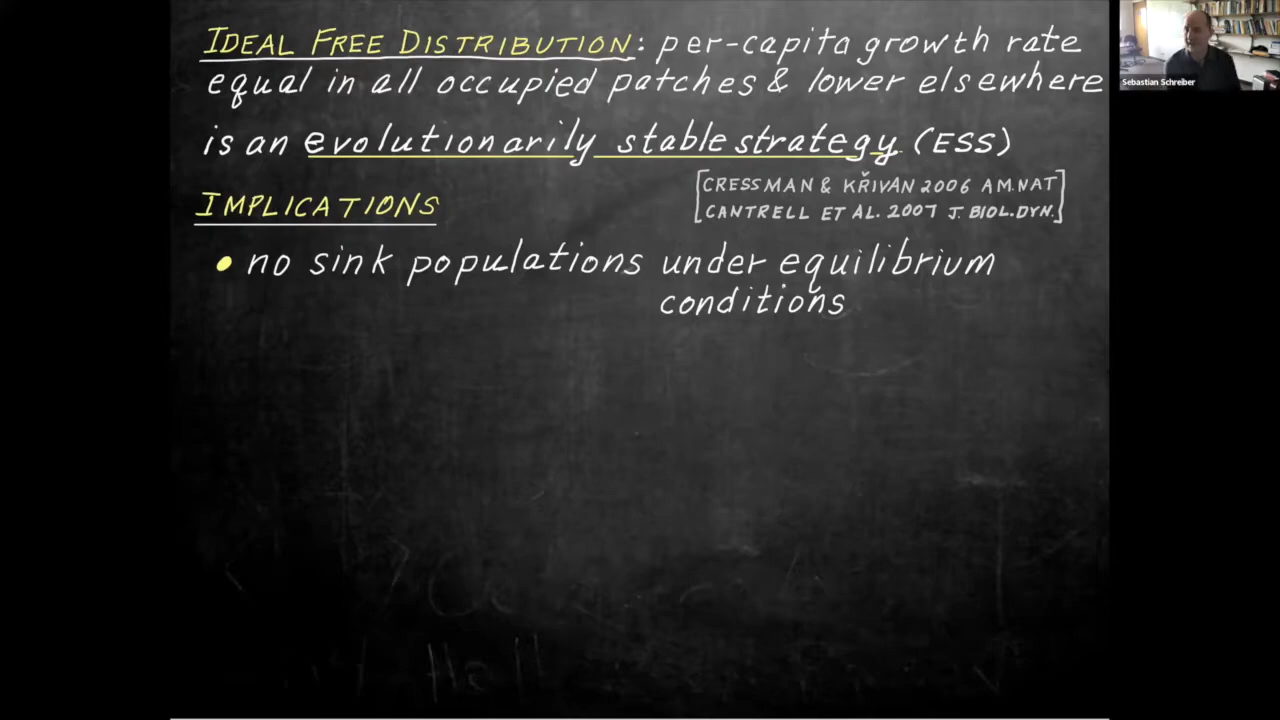 IDEAL FREE DISTRIBUTION: per-capita growth rate
equal in all occupied patches & lower elsewhere
is an evolutionarily stable strategy (ESS)
[CRESSMAN & KŘIVAN 2006 AM.NAT
CANTRELL ET AL. 2007 J. BIOL.DYN.]
IMPLICATIONS
• no sink populations under equilibrium
conditions
Sebastian Schreiber